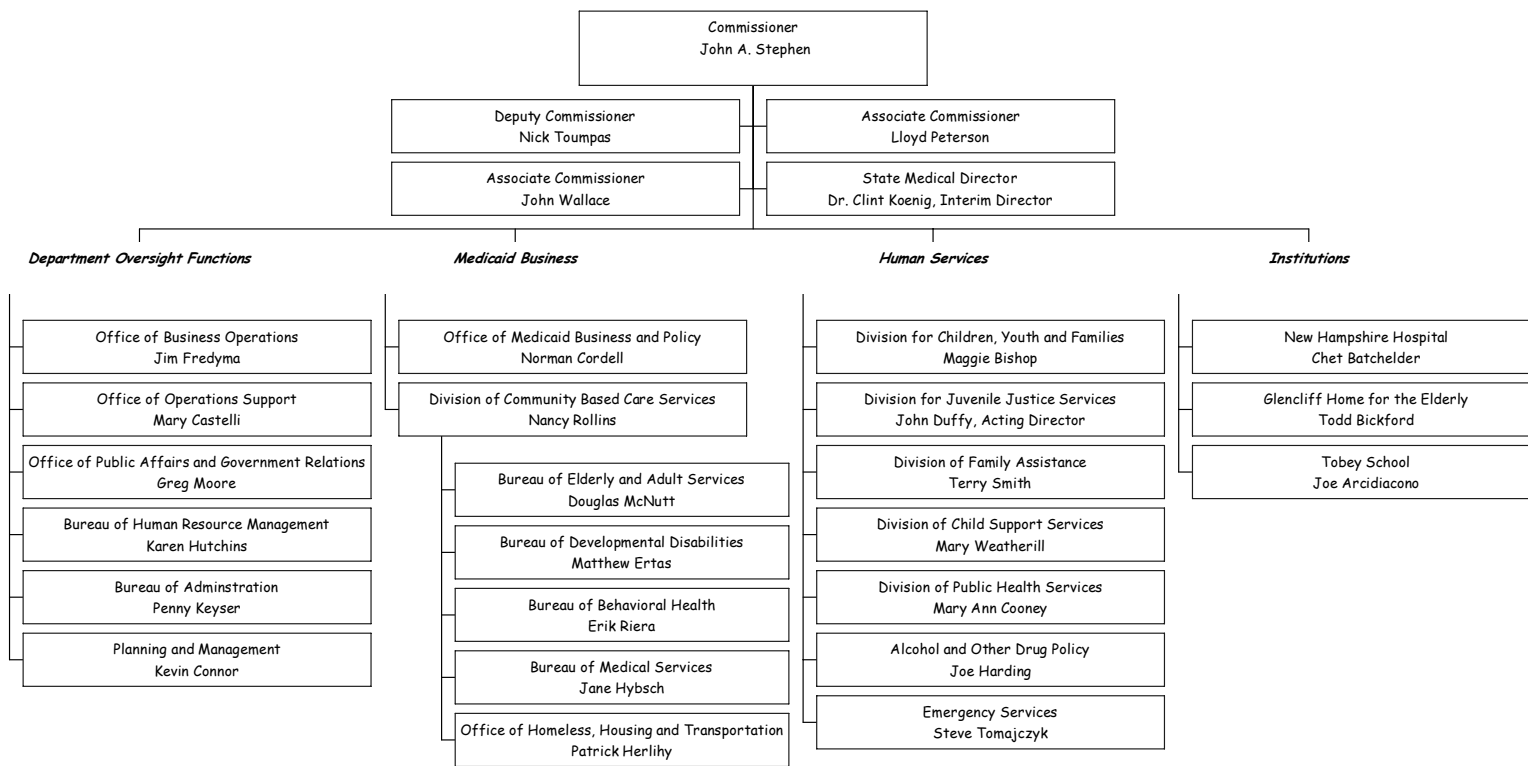 Commissioner
John A. Stephen
Deputy Commissioner
Nick Toumpas
Associate Commissioner
Lloyd Peterson
Associate Commissioner
John Wallace
State Medical Director
Dr. Clint Koenig, Interim Director
Department Oversight Functions
Office of Business Operations
Jim Fredyma
Office of Operations Support
Mary Castelli
Office of Public Affairs and Government Relations
Greg Moore
Bureau of Human Resource Management
Karen Hutchins
Bureau of Adminstration
Penny Keyser
Planning and Management
Kevin Connor
Medicaid Business
Office of Medicaid Business and Policy
Norman Cordell
Division of Community Based Care Services
Nancy Rollins
Bureau of Elderly and Adult Services
Douglas McNutt
Bureau of Developmental Disabilities
Matthew Ertas
Bureau of Behavioral Health
Erik Riera
Bureau of Medical Services
Jane Hybsch
Office of Homeless, Housing and Transportation
Patrick Herlihy
Human Services
Division for Children, Youth and Families
Maggie Bishop
Division for Juvenile Justice Services
John Duffy, Acting Director
Division of Family Assistance
Terry Smith
Division of Child Support Services
Mary Weatherill
Division of Public Health Services
Mary Ann Cooney
Alcohol and Other Drug Policy
Joe Harding
Emergency Services
Steve Tomajczyk
Institutions
New Hampshire Hospital
Chet Batchelder
Glencliff Home for the Elderly
Todd Bickford
Tobey School
Joe Arcidiacono